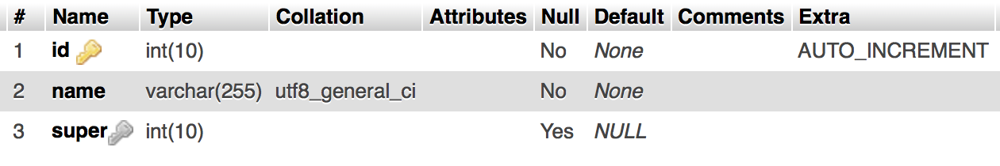 # Name Type Collation Attributes Null Default Comments Extra
1 id int(10) No None AUTO_INCREMENT
2 name varchar(255) utf8_general_ci No None
3 super int(10) Yes NULL